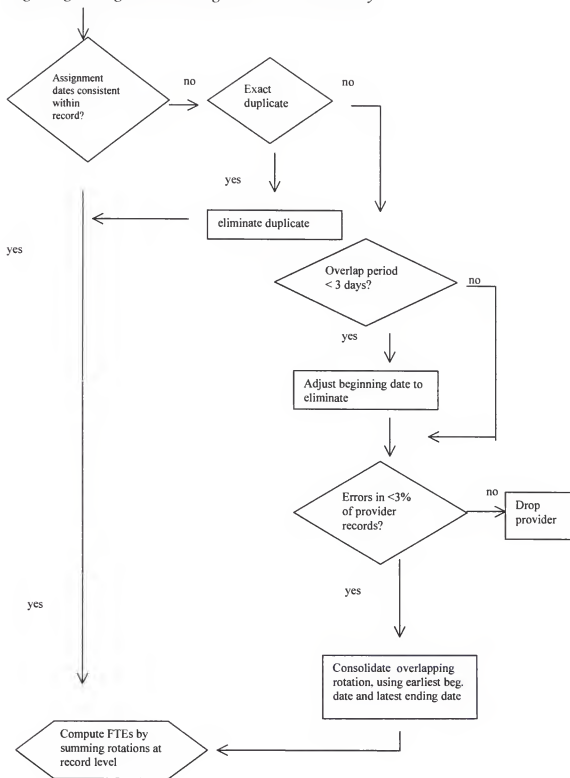 Assignment
dates consistent
within
record?
no
Exact
duplicate
no
yes
eliminate duplicate
yes
Overlap period
< 3 days?
no
yes
Adjust beginning date to
eliminate
Errors in <3%
of provider
records?
no
Drop
provider
yes
yes
Consolidate overlapping
rotation, using earliest beg.
date and latest ending date
Compute FTEs by
summing rotations at
record level